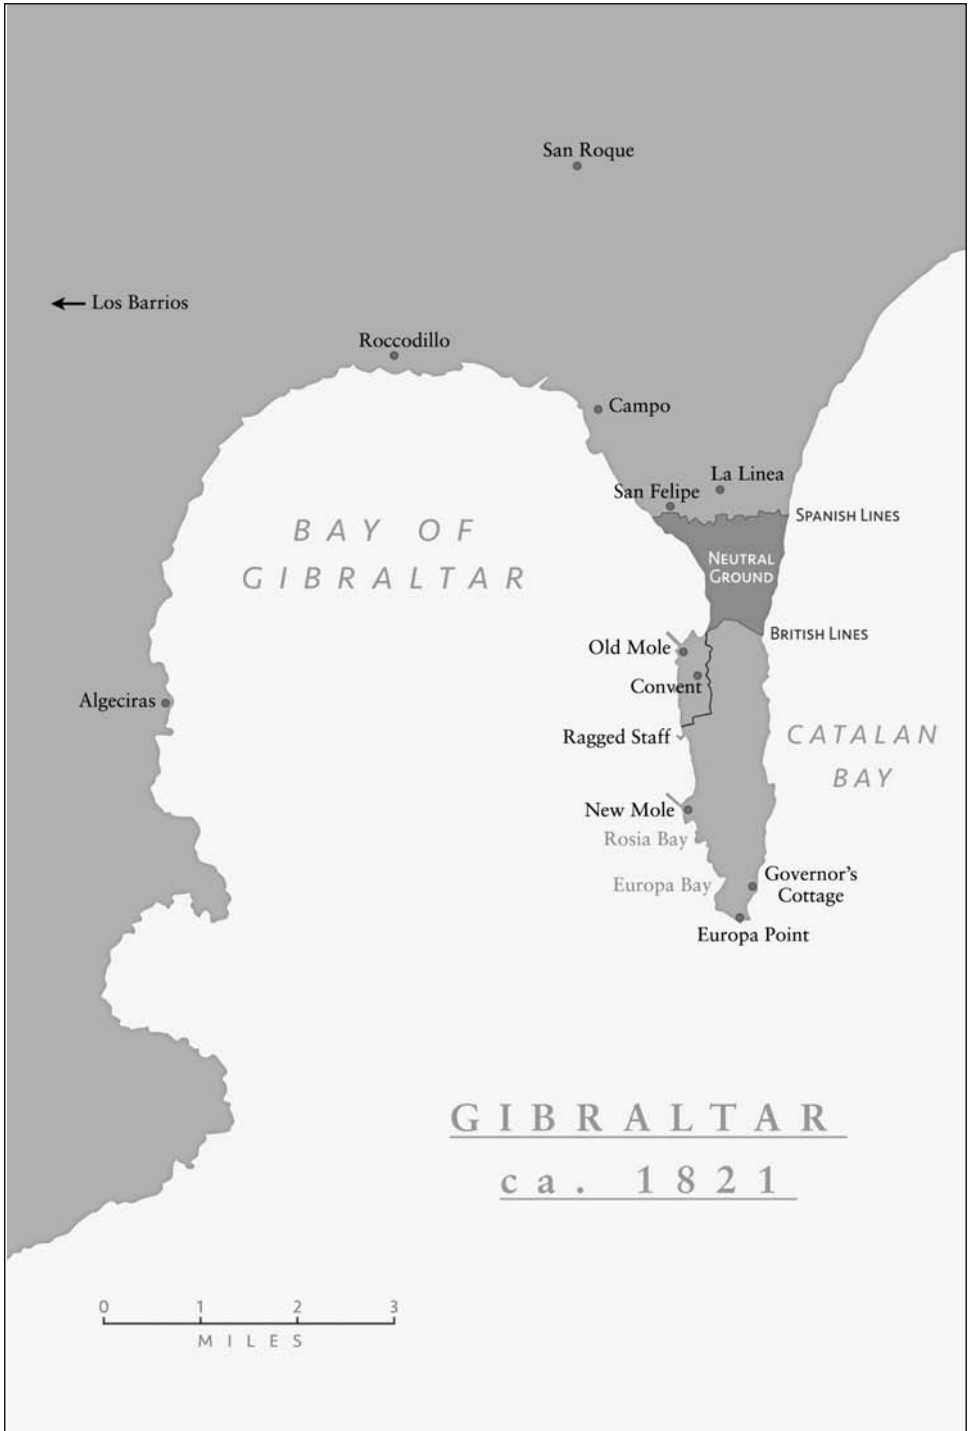 San Roque
Los Barrios
Roccodillo
Campo
La Linea
San Felipe
SPANISH LINES
BAY OF
GIBRALTAR
NEUTRAL
GROUND
BRITISH LINES
Old Mole
Convent
Algeciras
Ragged Staff
CATALAN
BAY
New Mole
Rosia Bay
Europa Bay
Governor's
Cottage
Europa Point
GIBRALTAR
ca. 1821
0 1 2 3
MILES